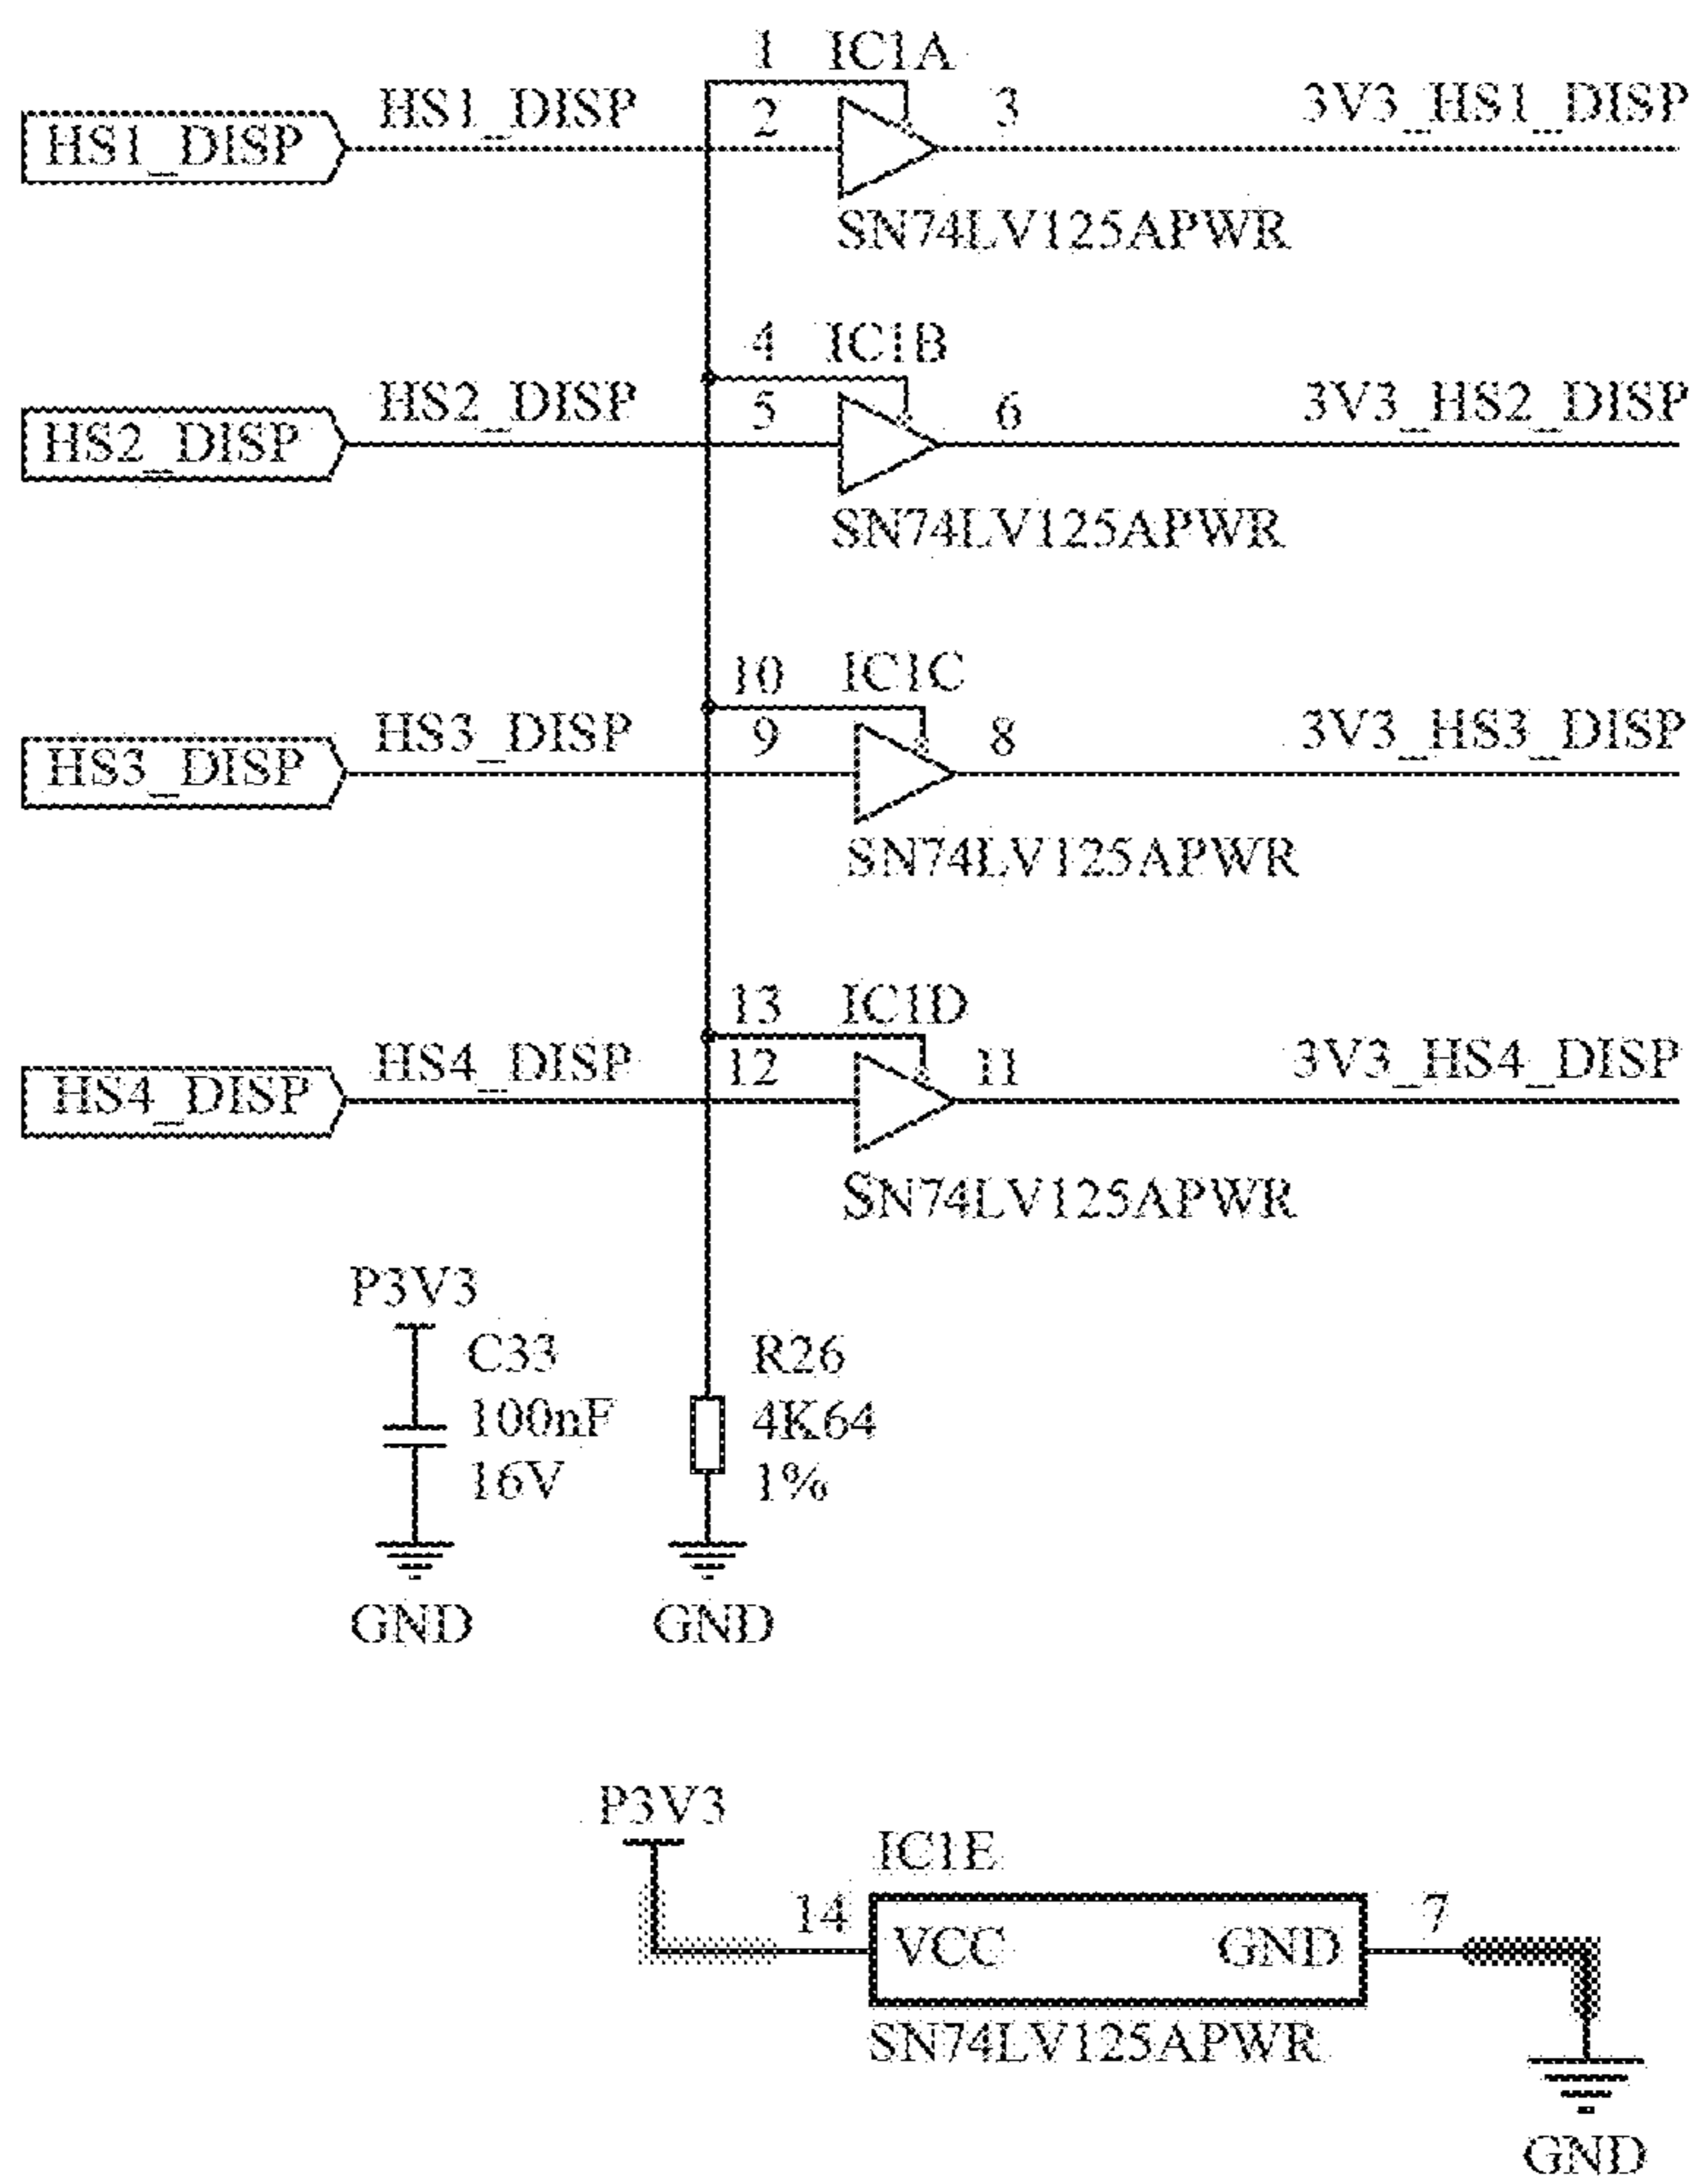 1 IC1A
HS1_DISP HS1_DISP 2 3 3V3_HS1_DISP
SN74LV125APWR
4 IC1B
HS2_DISP HS2_DISP 5 6 3V3_HS2_DISP
SN74LV125APWR
10 IC1C
HS3_DISP HS3_DISP 9 8 3V3_HS3_DISP
SN74LV125APWR
13 IC1D
HS4_DISP HS4_DISP 12 11 3V3_HS4_DISP
SN74LV125APWR
P3V3
C33 R26
100nF 4K64
16V 1%
GND GND
P3V3
IC1E
14 VCC GND 7
SN74LV125APWR
GND